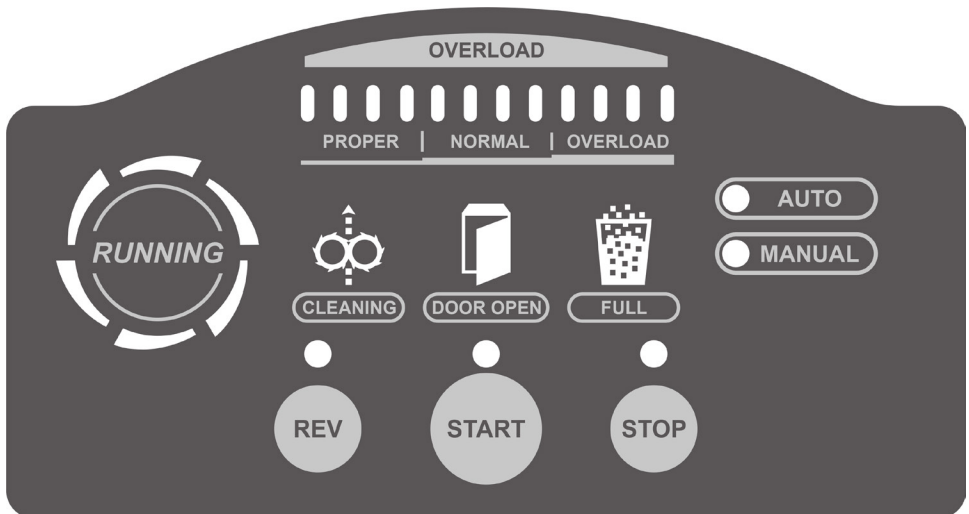 OVERLOAD
PROPER | NORMAL | OVERLOAD
AUTO
MANUAL
RUNNING
CLEANING DOOR OPEN FULL
REV START STOP